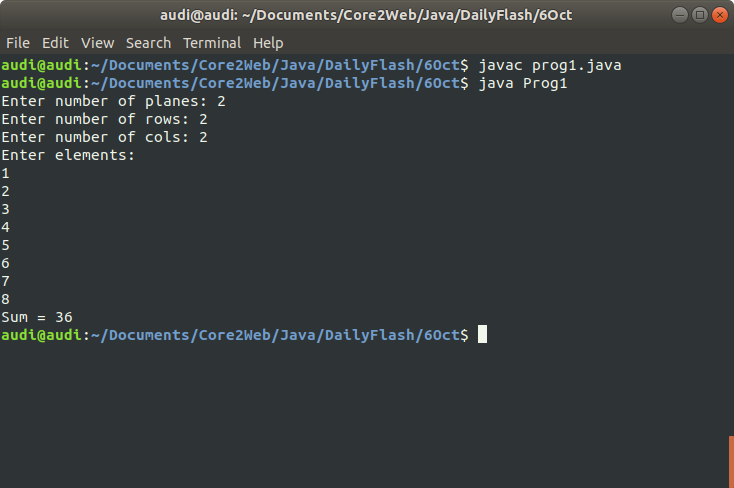 audi@audi: ~/Documents/Core2Web/Java/DailyFlash/6Oct
File Edit View Search Terminal Help
audi@audi:~/Documents/Core2Web/Java/DailyFlash/6Oct$ javac prog1.java
audi@audi:~/Documents/Core2Web/Java/DailyFlash/6Oct$ java Prog1
Enter number of planes: 2
Enter number of rows: 2
Enter number of cols: 2
Enter elements:
1
2
3
4
5
6
7
8
Sum = 36
audi@audi:~/Documents/Core2Web/Java/DailyFlash/6Oct$